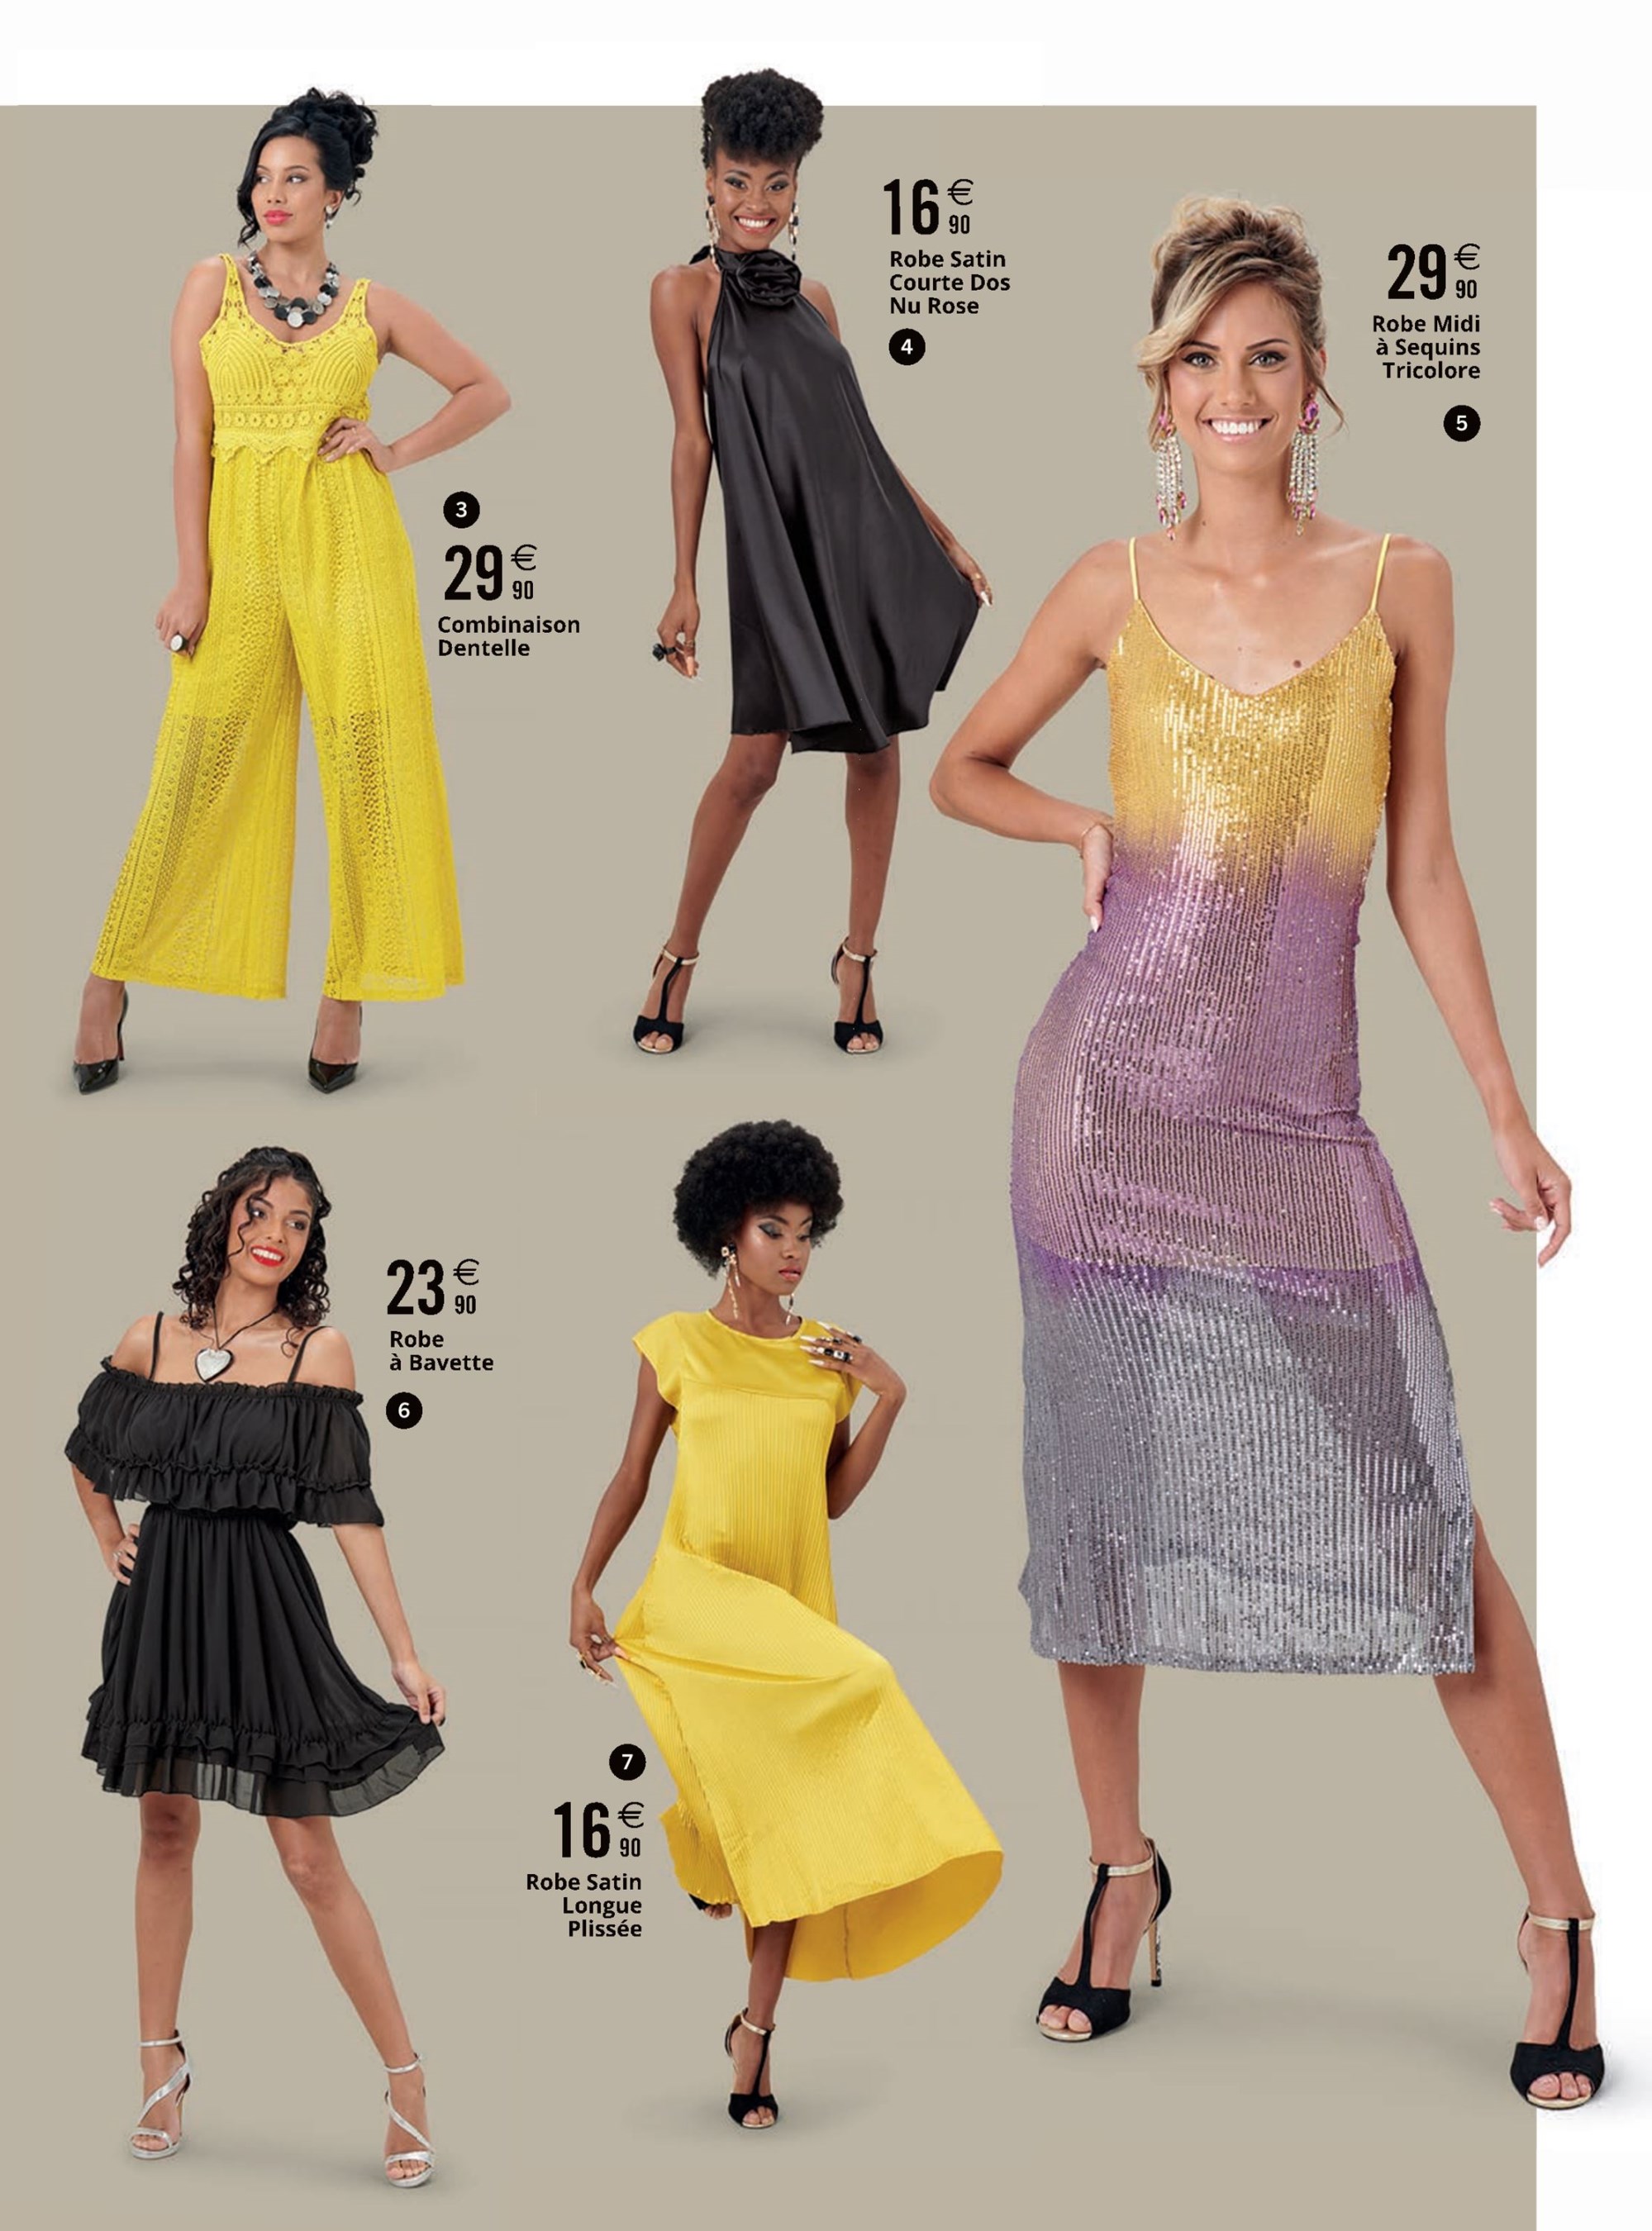 16 € 90
Robe Satin
Courte Dos
Nu Rose
4
29 € 90
Robe Midi
à Sequins
Tricolore
5
3
29 € 90
Combinaison
Dentelle
23 € 90
Robe
à Bavette
6
7
16 € 90
Robe Satin
Longue
Plissée